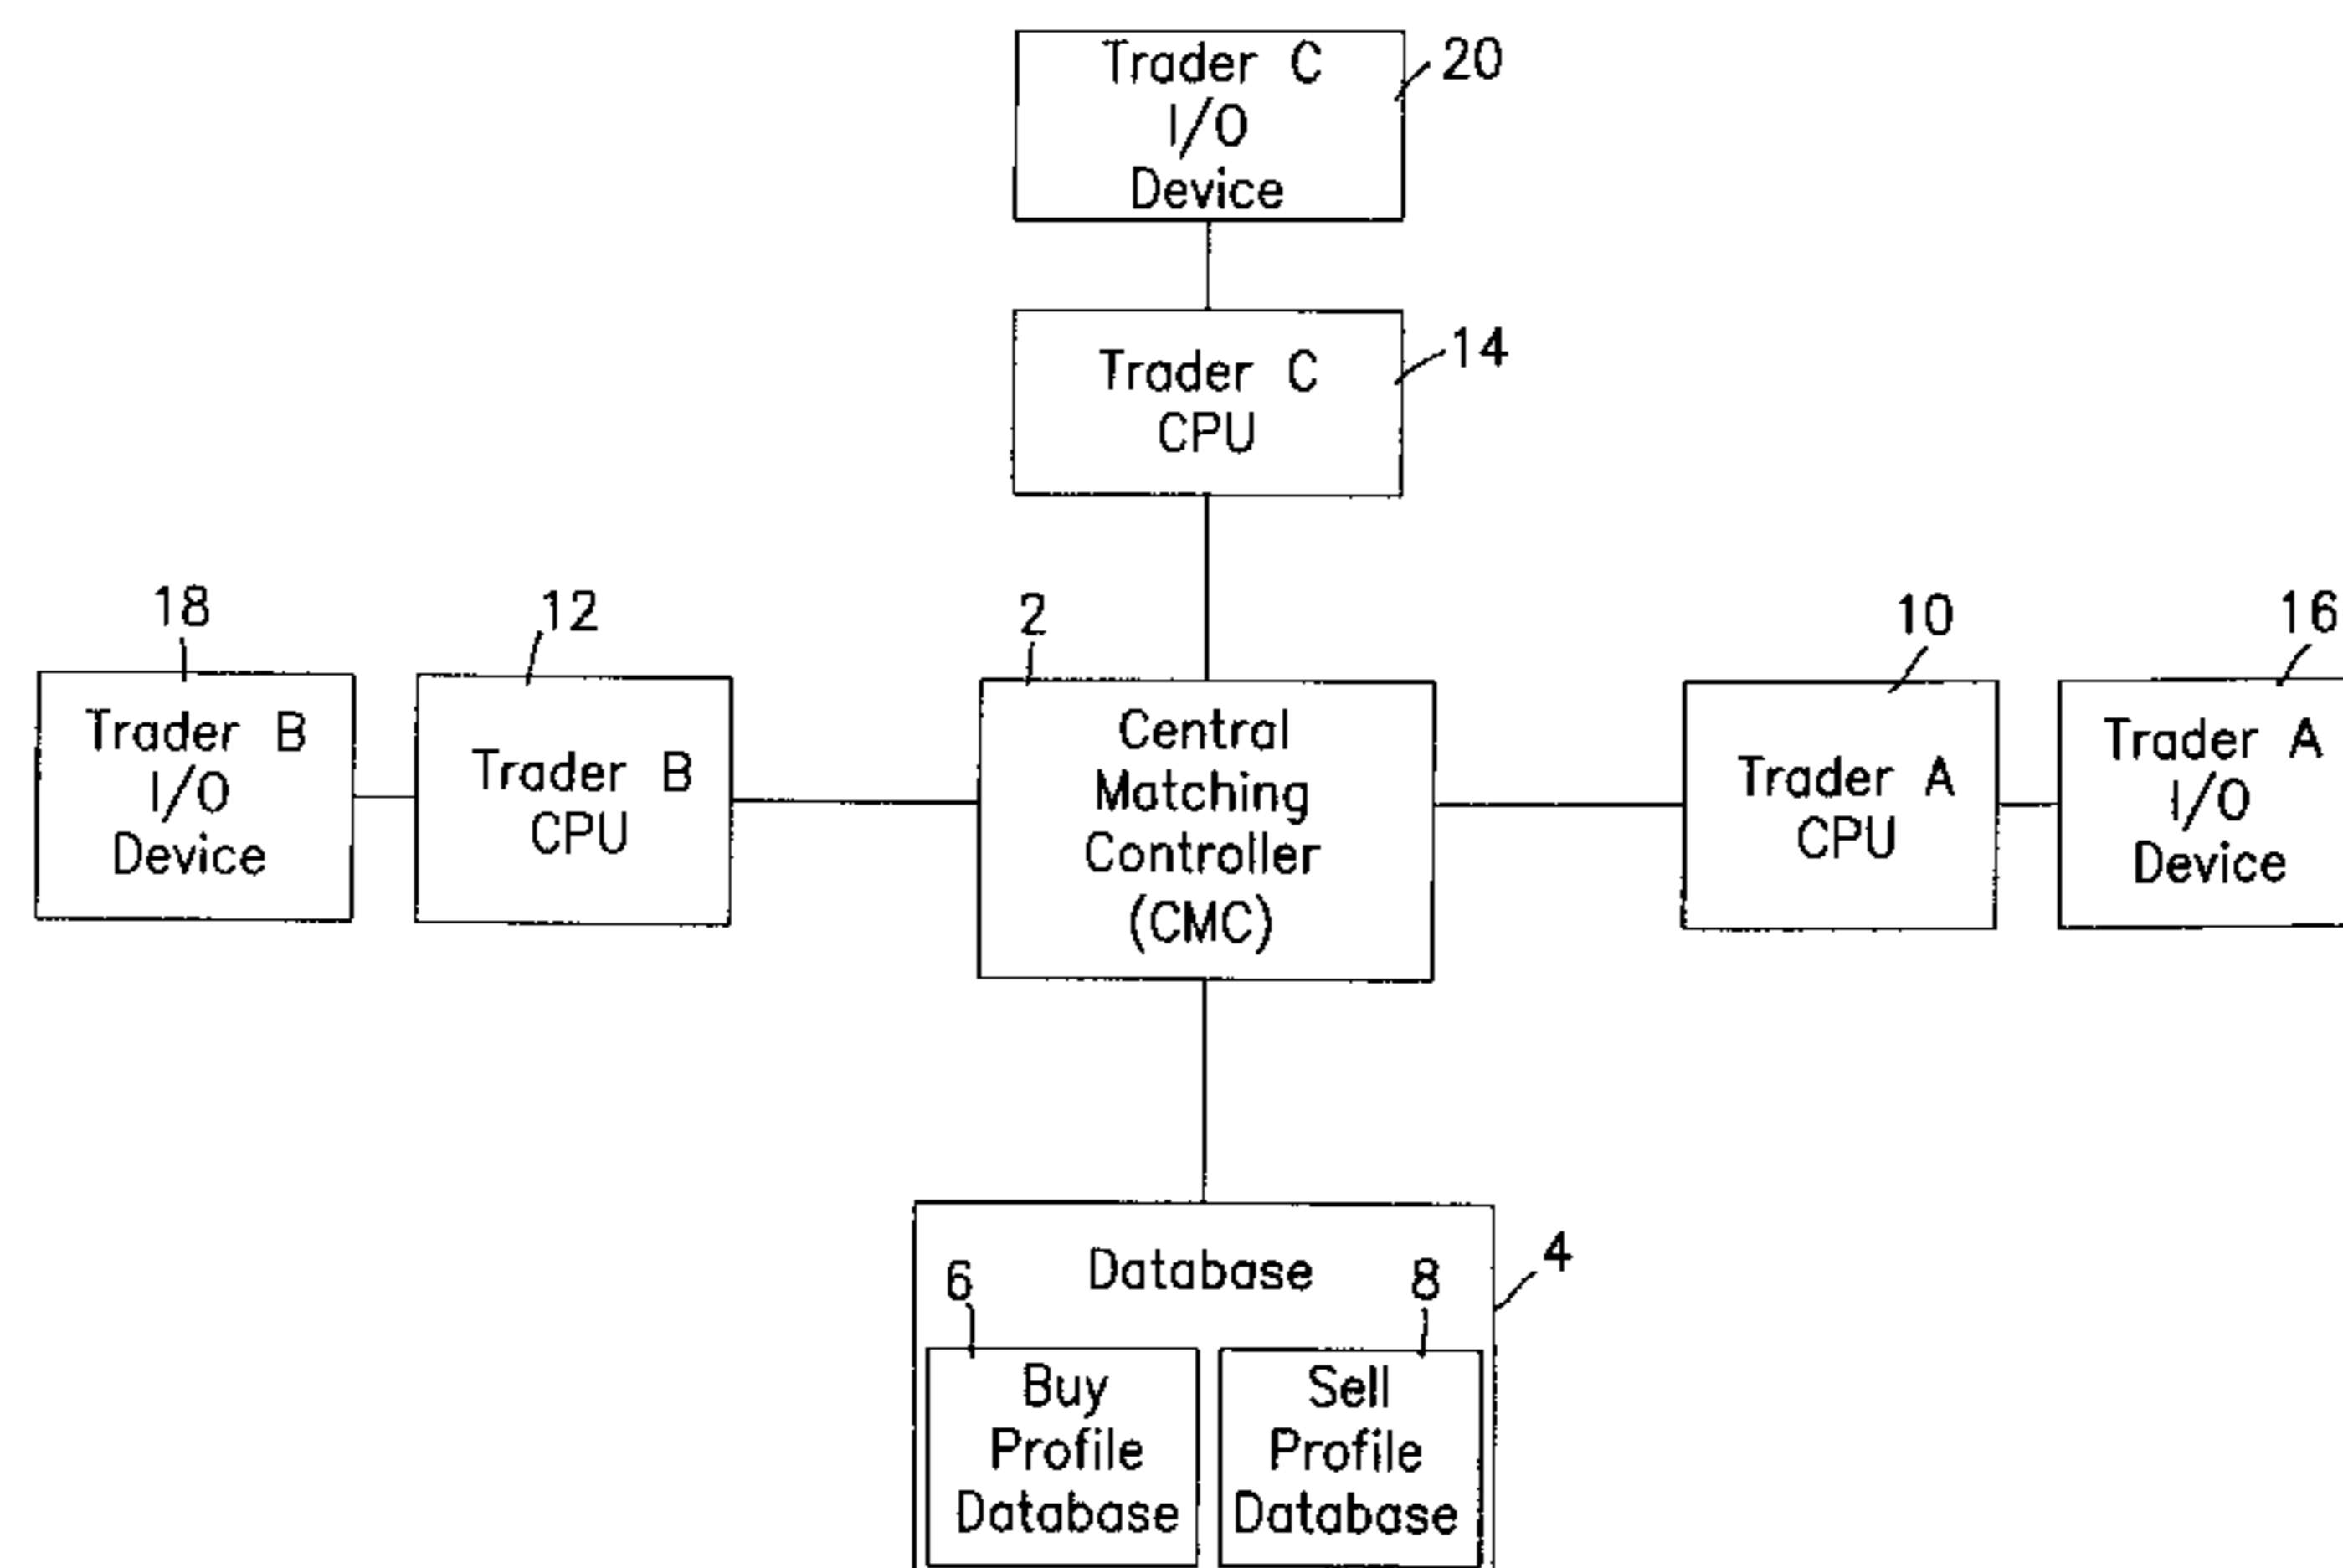 Trader C
I/O
Device
20
Trader C
CPU
14
18
12
2
10
16
Trader B
I/O
Device
Trader B
CPU
Central
Matching
Controller
(CMC)
Trader A
CPU
Trader A
I/O
Device
Database
4
6
8
Buy
Profile
Database
Sell
Profile
Database